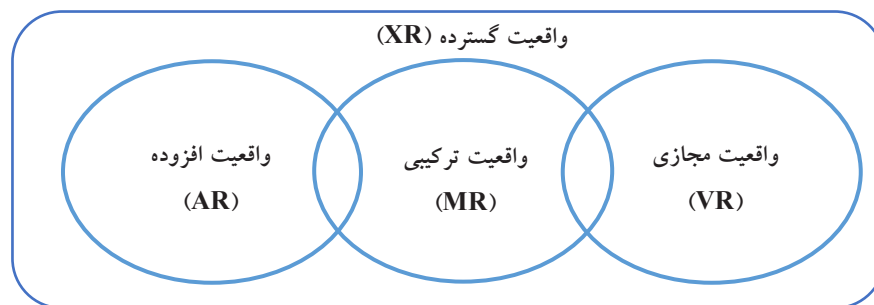 واقعیت گسترده (XR)
واقعیت مجازی
(VR)
واقعیت ترکیبی
(MR)
واقعیت افزوده
(AR)